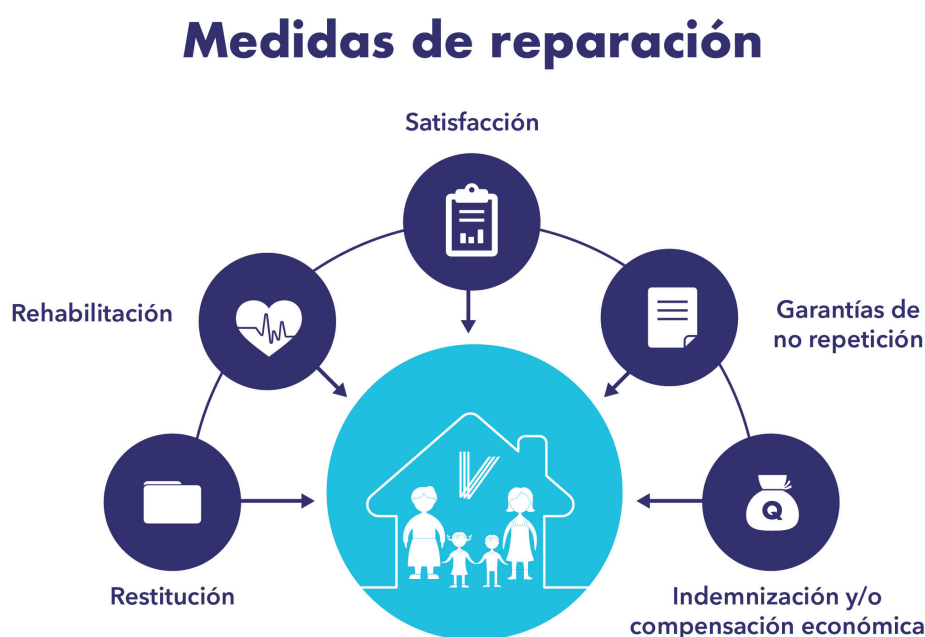 Medidas de reparación
Satisfacción
Rehabilitación
Garantías de
no repetición
Restitución
Q
Indemnización y/o
compensación económica